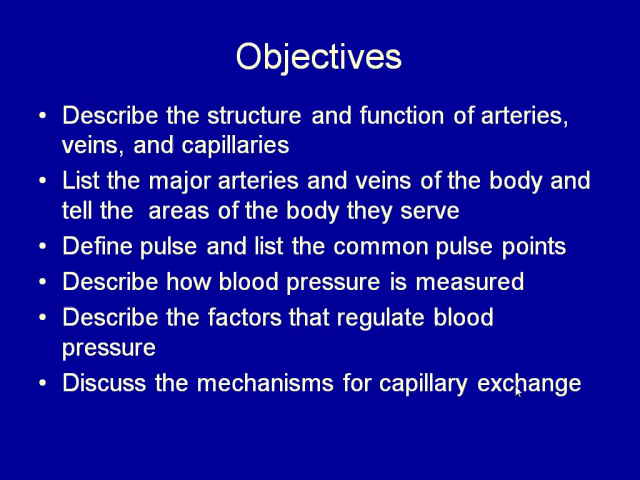 Objectives
• Describe the structure and function of arteries,
veins, and capillaries
• List the major arteries and veins of the body and
tell the  areas of the body they serve
• Define pulse and list the common pulse points
• Describe how blood pressure is measured
• Describe the factors that regulate blood
pressure
• Discuss the mechanisms for capillary exchange